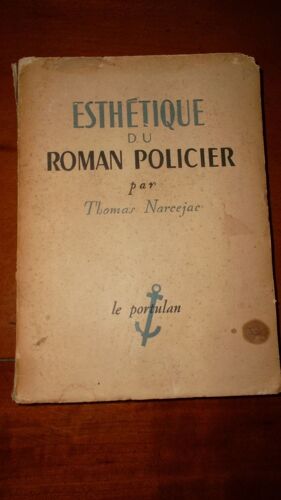 ESTHÉTIQUE
DU
ROMAN POLICIER
par
Thomas Narcejac
le portulan